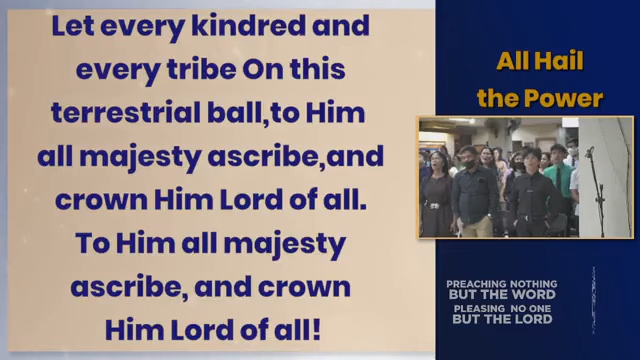 Let every kindred and
every tribe On this
terrestrial ball,to Him
all majesty ascribe,and
crown Him Lord of all.
To Him all majesty
ascribe, and crown
Him Lord of all!
All Hail
the Power
PREACHING NOTHING
BUT THE WORD
PLEASING NO ONE
BUT THE LORD